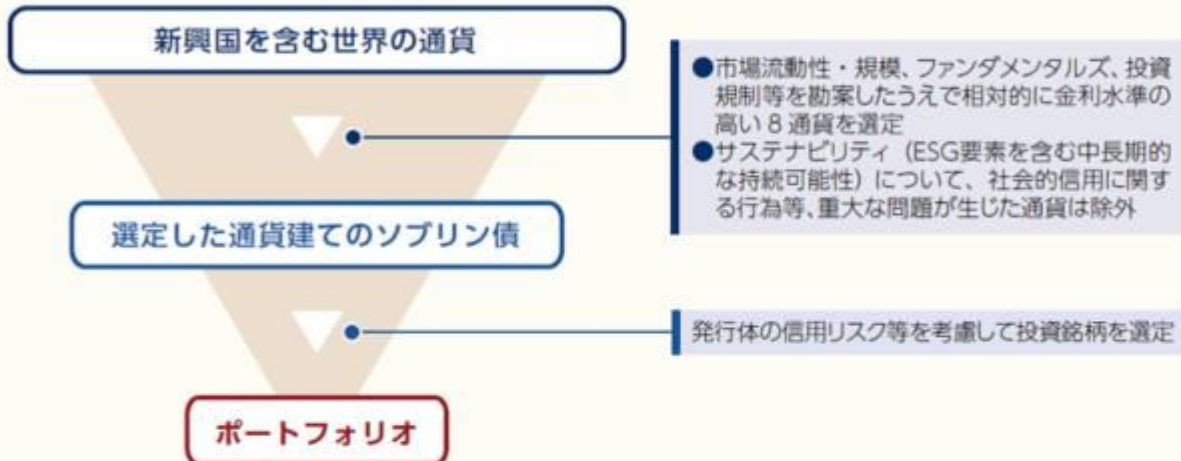 新興国を含む世界の通貨
●市場流動性・規模、ファンダメンタルズ、投資
規制等を勘案したうえで相対的に金利水準の
高い8通貨を選定
●サステナビリティ（ESG要素を含む中長期的
な持続可能性）について、社会的信用に関す
る行為等、重大な問題が生じた通貨は除外
選定した通貨建てのソブリン債
発行体の信用リスク等を考慮して投資銘柄を選定
ポートフォリオ